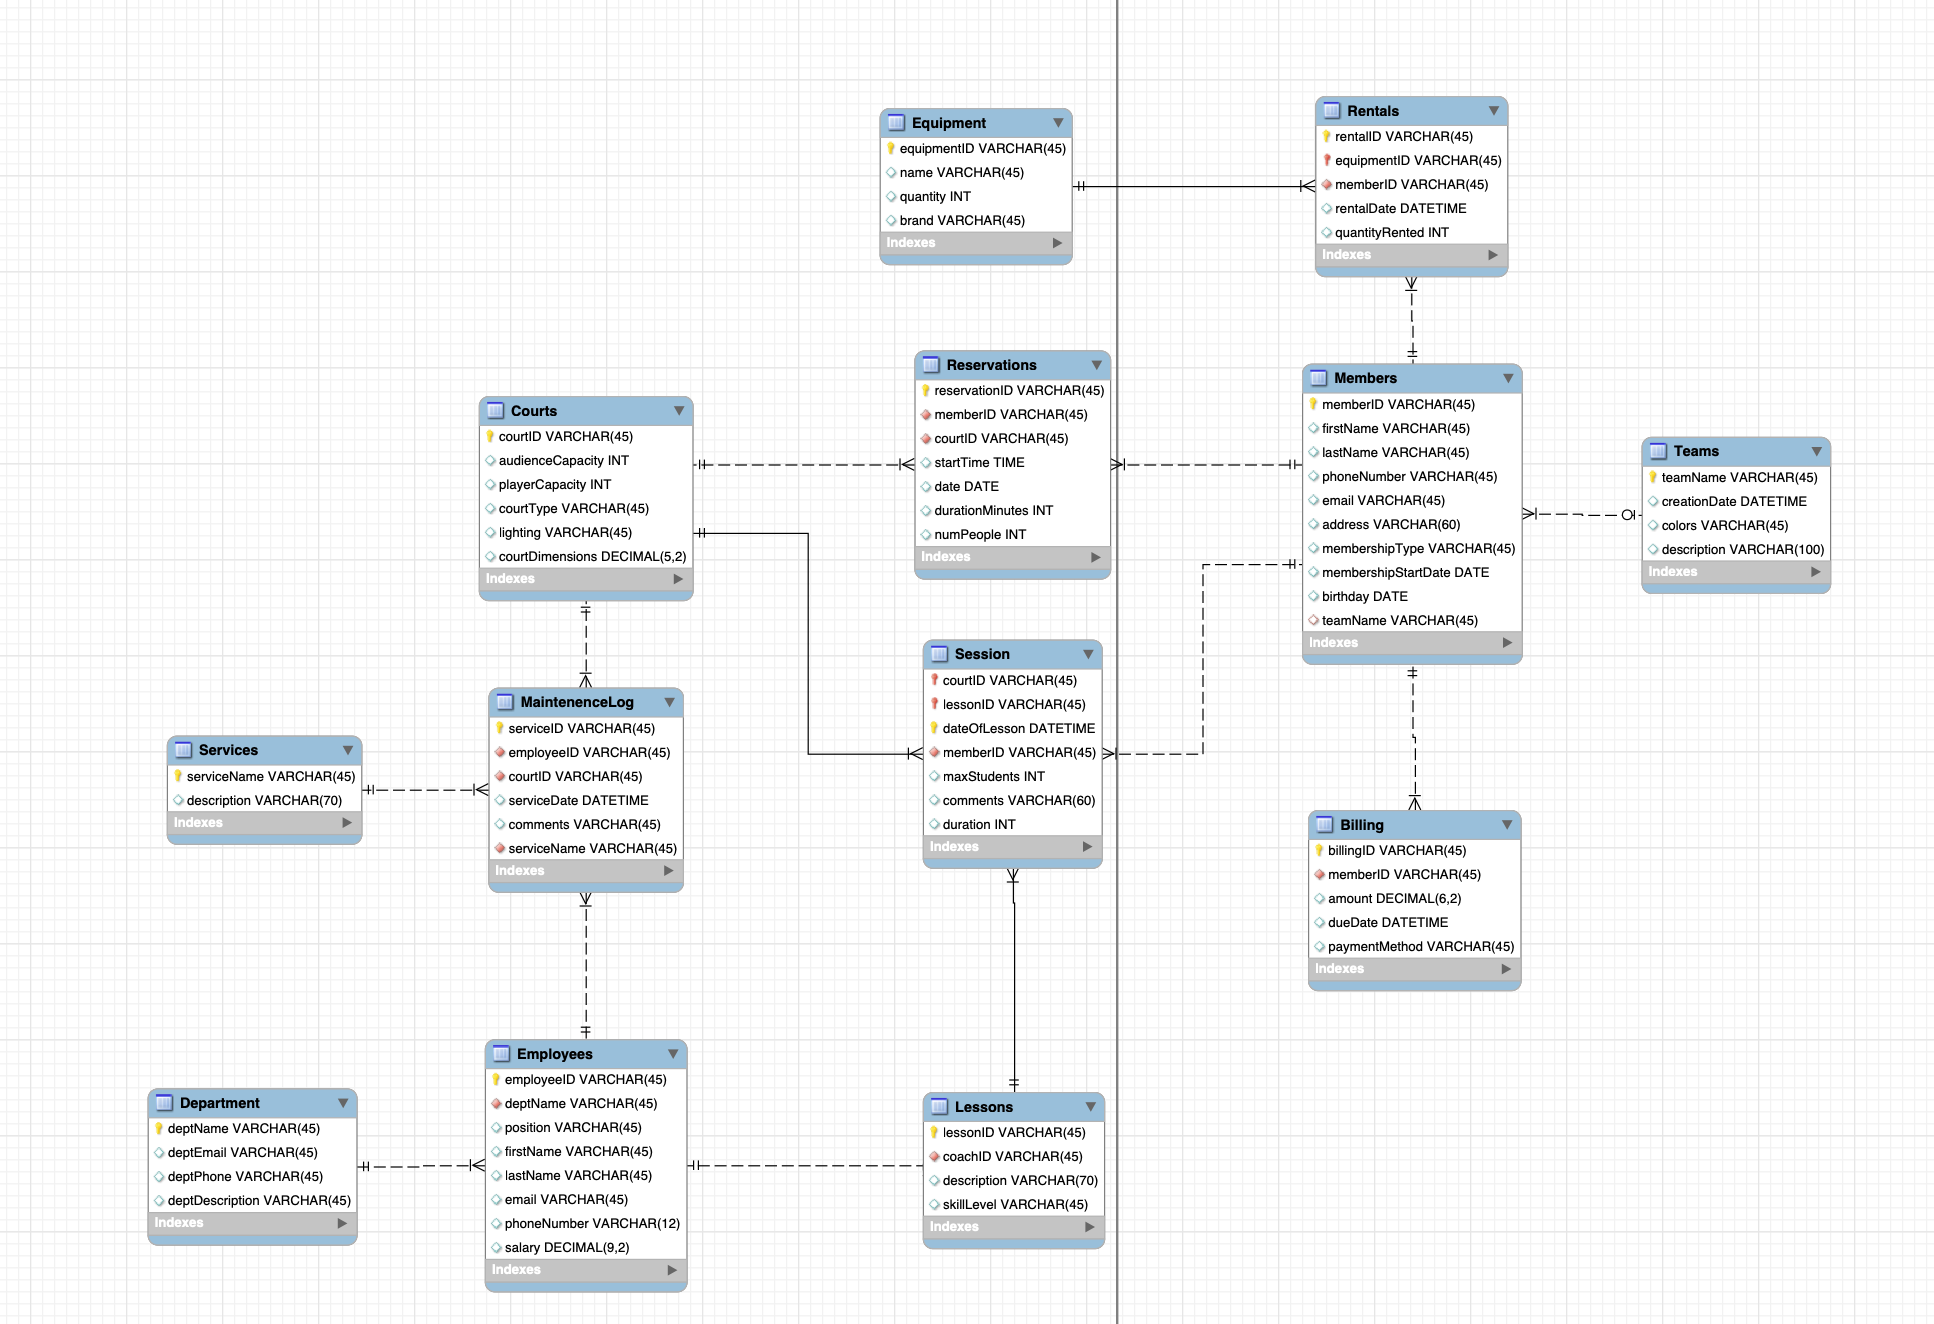 Equipment
equipmentID VARCHAR(45)
name VARCHAR(45)
quantity INT
brand VARCHAR(45)
Indexes
Rentals
rentalID VARCHAR(45)
equipmentID VARCHAR(45)
memberID VARCHAR(45)
rentalDate DATETIME
quantityRented INT
Indexes
Reservations
reservationID VARCHAR(45)
memberID VARCHAR(45)
courtID VARCHAR(45)
startTime TIME
date DATE
durationMinutes INT
numPeople INT
Indexes
Members
memberID VARCHAR(45)
firstName VARCHAR(45)
lastName VARCHAR(45)
phoneNumber VARCHAR(45)
email VARCHAR(45)
address VARCHAR(60)
membershipType VARCHAR(45)
membershipStartDate DATE
birthday DATE
teamName VARCHAR(45)
Indexes
Courts
courtID VARCHAR(45)
audienceCapacity INT
playerCapacity INT
courtType VARCHAR(45)
lighting VARCHAR(45)
courtDimensions DECIMAL(5,2)
Indexes
Teams
teamName VARCHAR(45)
creationDate DATETIME
colors VARCHAR(45)
description VARCHAR(100)
Indexes
Session
courtID VARCHAR(45)
lessonID VARCHAR(45)
dateOfLesson DATETIME
memberID VARCHAR(45)
maxStudents INT
comments VARCHAR(60)
duration INT
Indexes
MaintenenceLog
serviceID VARCHAR(45)
employeeID VARCHAR(45)
courtID VARCHAR(45)
serviceDate DATETIME
comments VARCHAR(45)
serviceName VARCHAR(45)
Indexes
Services
serviceName VARCHAR(45)
description VARCHAR(70)
Indexes
Billing
billingID VARCHAR(45)
memberID VARCHAR(45)
amount DECIMAL(6,2)
dueDate DATETIME
paymentMethod VARCHAR(45)
Indexes
Employees
employeeID VARCHAR(45)
deptName VARCHAR(45)
position VARCHAR(45)
firstName VARCHAR(45)
lastName VARCHAR(45)
email VARCHAR(45)
phoneNumber VARCHAR(12)
salary DECIMAL(9,2)
Indexes
Department
deptName VARCHAR(45)
deptEmail VARCHAR(45)
deptPhone VARCHAR(45)
deptDescription VARCHAR(45)
Indexes
Lessons
lessonID VARCHAR(45)
coachID VARCHAR(45)
description VARCHAR(70)
skillLevel VARCHAR(45)
Indexes